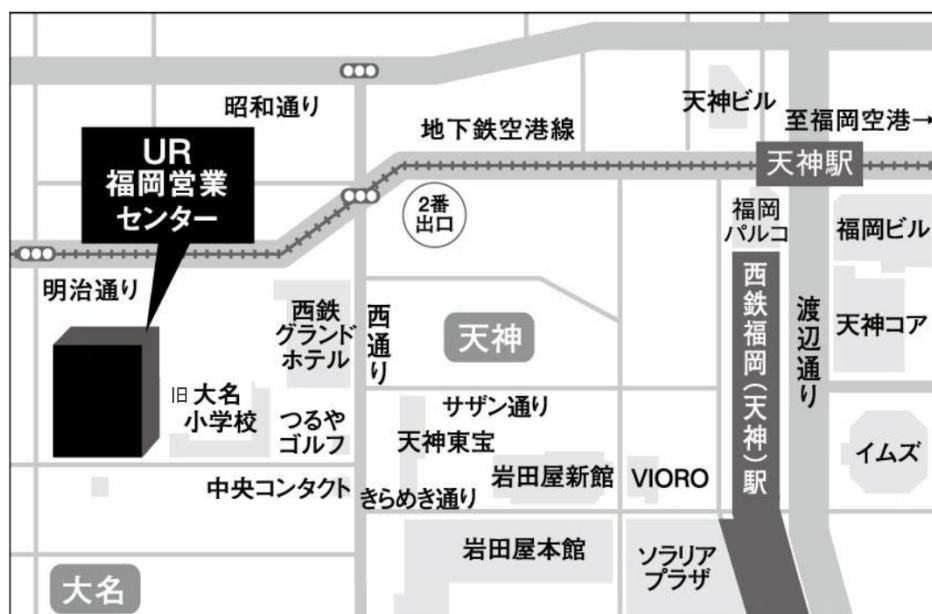 昭和通り
天神ビル
地下鉄空港線
至福岡空港→
天神駅
UR
福岡営業
センター
2番
出口
福岡
パルコ
福岡ビル
明治通り
西鉄
グランド
ホテル
西通り
天神
西鉄福岡(天神)駅
渡辺通り
天神コア
旧 大名
小学校
つるや
ゴルフ
サザン通り
天神東宝
岩田屋新館
VIORO
イムズ
中央コンタクト
きらめき通り
岩田屋本館
ソラリア
プラザ
大名